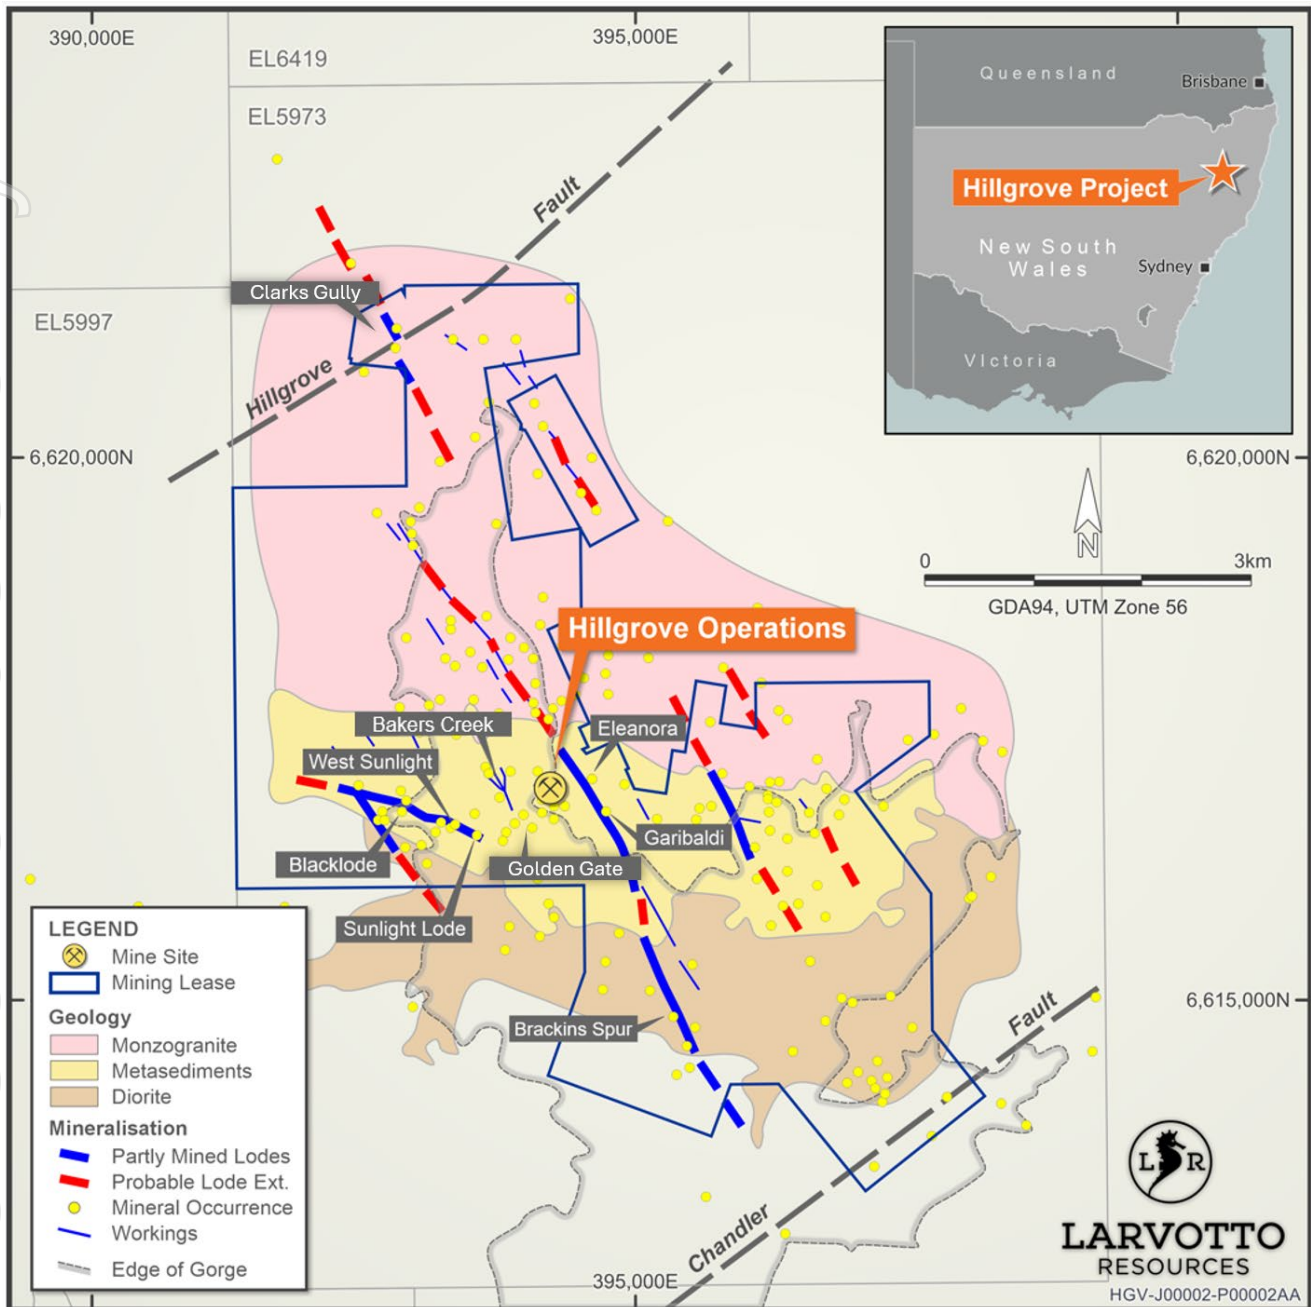 390,000E
395,000E
EL6419
EL5973
EL5997
Queensland
Brisbane
Hillgrove Project
New South
Wales
Sydney
VIctoria
Fault
Clarks Gully
Hillgrove
6,620,000N
6,620,000N
N
0
3km
GDA94, UTM Zone 56
Hillgrove Operations
Bakers Creek
Eleanora
West Sunlight
Garibaldi
Blacklode
Golden Gate
Sunlight Lode
Brackins Spur
6,615,000N
Fault
Chandler
395,000E
LEGEND
Mine Site
Mining Lease
Geology
Monzogranite
Metasediments
Diorite
Mineralisation
Partly Mined Lodes
Probable Lode Ext.
Mineral Occurrence
Workings
Edge of Gorge
L R
LARVOTTO
RESOURCES
HGV-J00002-P00002AA